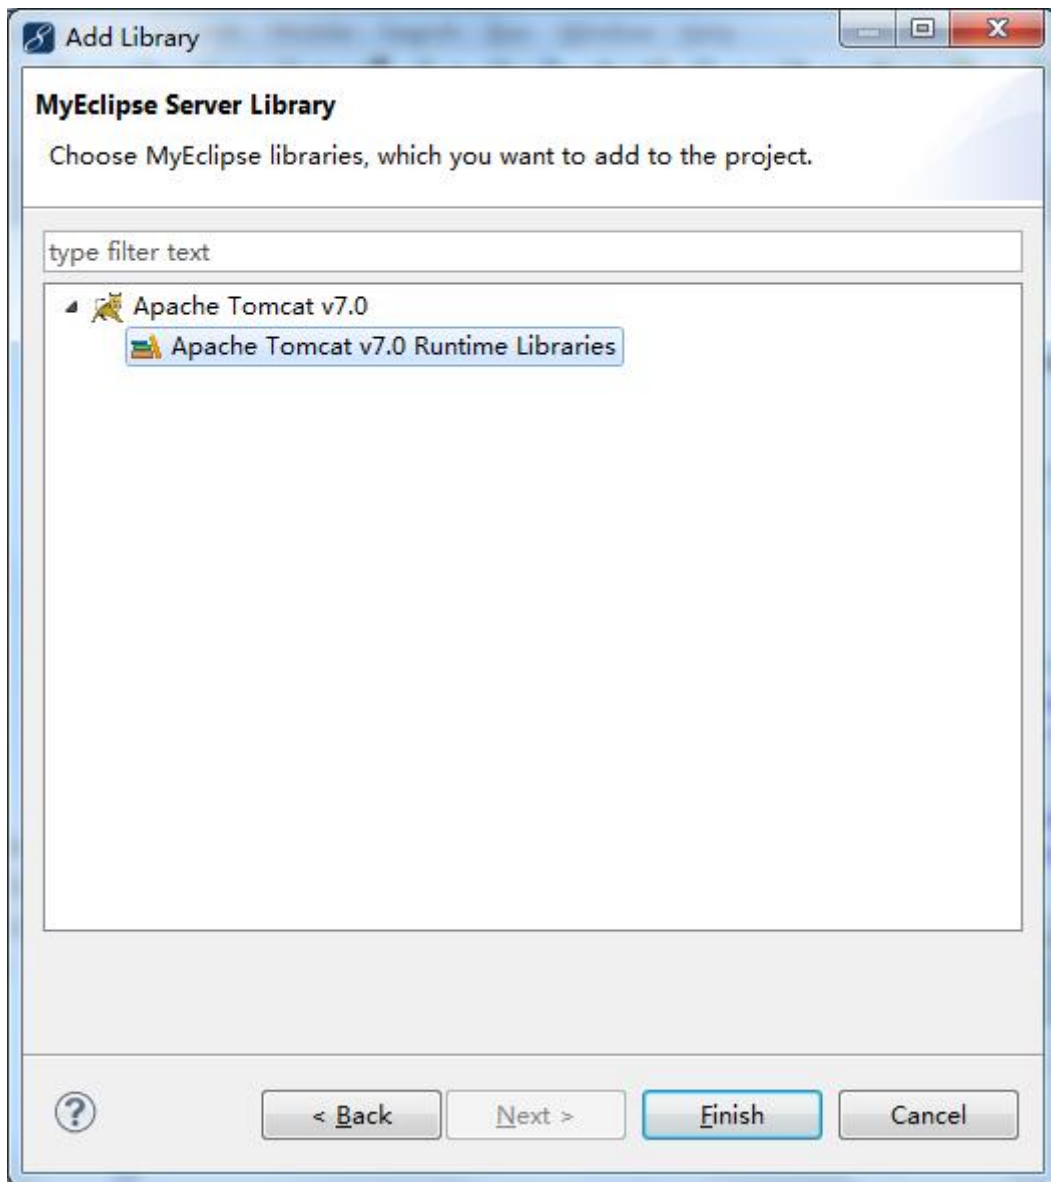 Add Library
MyEclipse Server Library
Choose MyEclipse libraries, which you want to add to the project.
type filter text
Apache Tomcat v7.0
Apache Tomcat v7.0 Runtime Libraries
? < Back Next > Finish Cancel